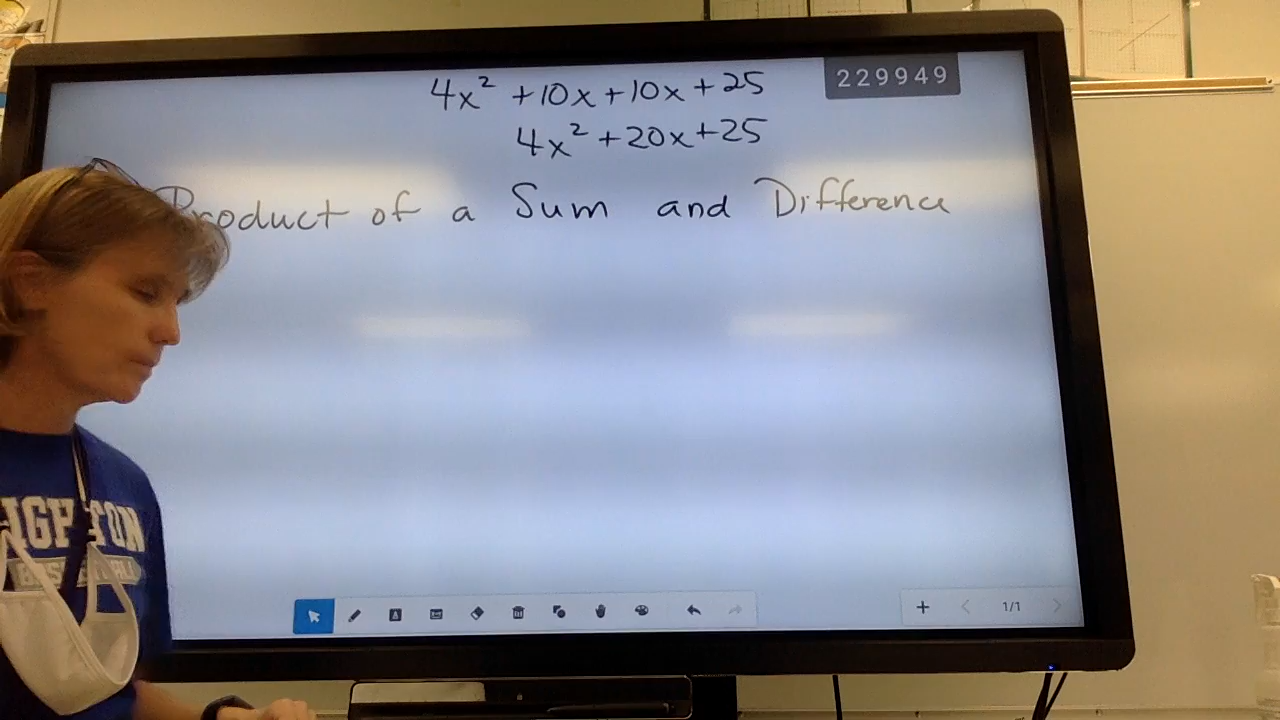 4x² +10x+10x+25
229949
4x² +20x+25
Product of a Sum and Difference
1/1